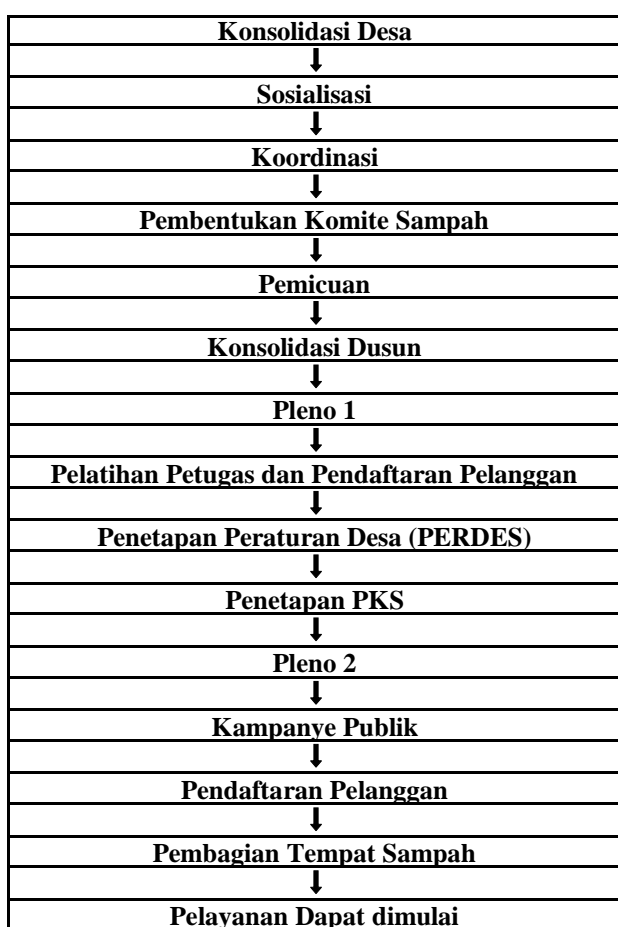 Konsolidasi Desa
Sosialisasi
Koordinasi
Pembentukan Komite Sampah
Pemicuan
Konsolidasi Dusun
Pleno 1
Pelatihan Petugas dan Pendaftaran Pelanggan
Penetapan Peraturan Desa (PERDES)
Penetapan PKS
Pleno 2
Kampanye Publik
Pendaftaran Pelanggan
Pembagian Tempat Sampah
Pelayanan Dapat dimulai